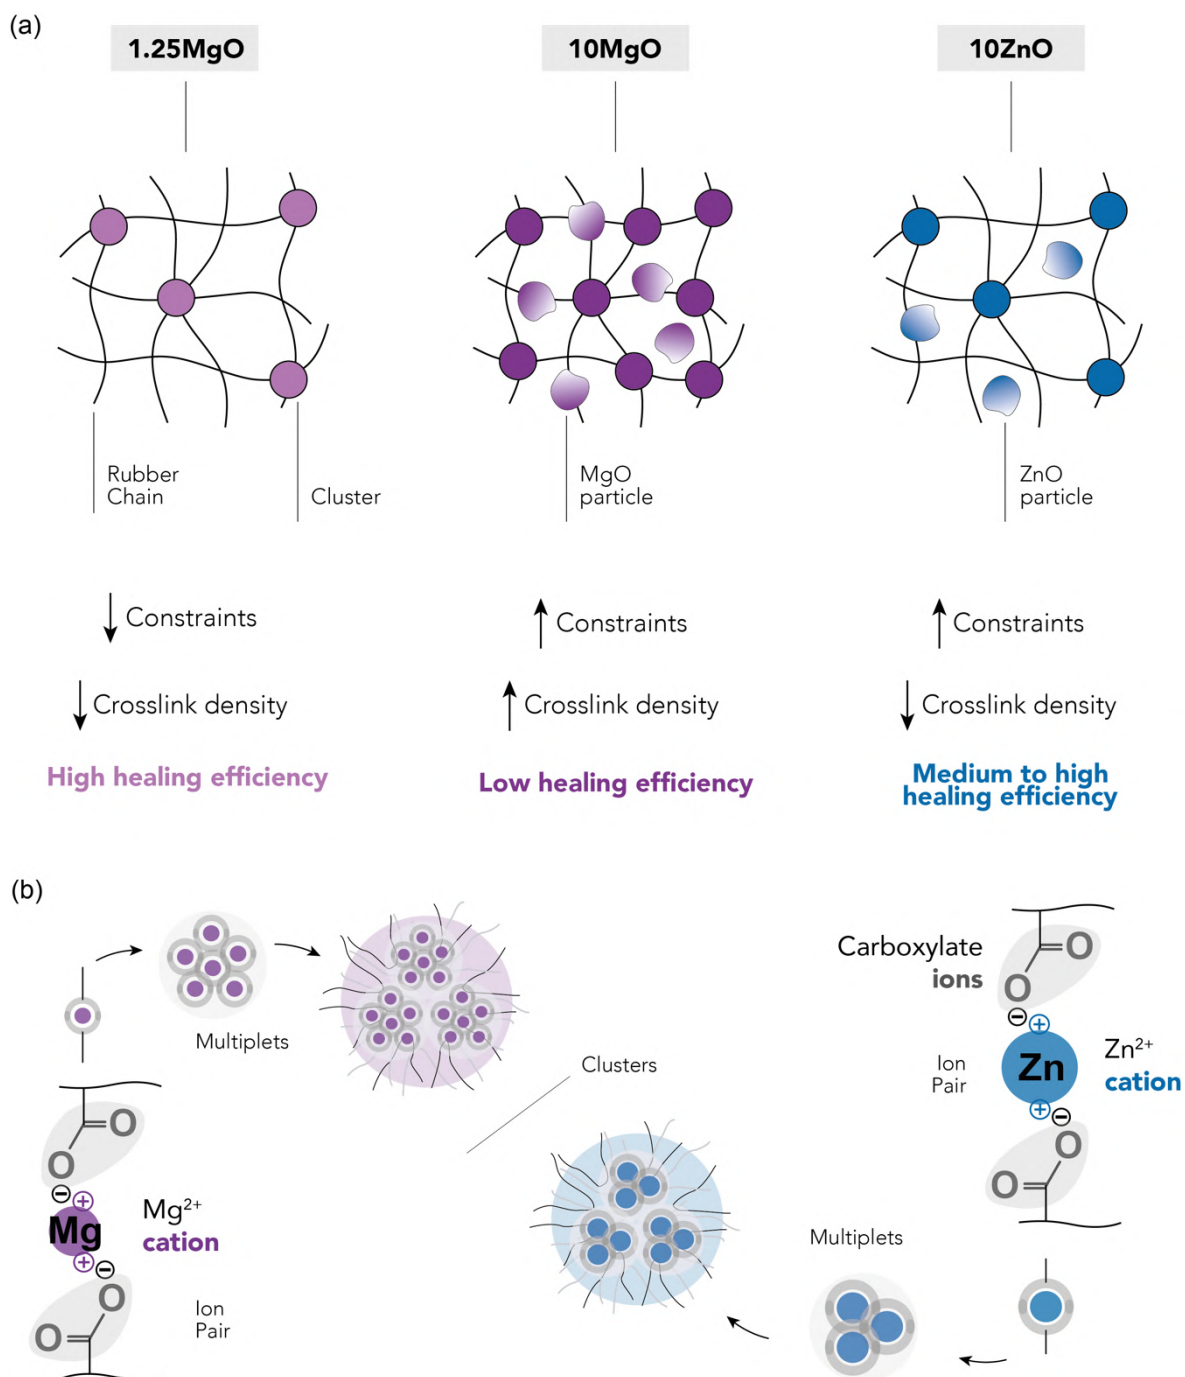 (a)
1.25MgO
10MgO
10ZnO
Rubber
Chain
Cluster
MgO
particle
ZnO
particle
↓ Constraints
↑ Constraints
↑ Constraints
↓ Crosslink density
↑ Crosslink density
↓ Crosslink density
High healing efficiency
Low healing efficiency
Medium to high
healing efficiency
(b)
Multiplets
Clusters
Carboxylate
ions
O
O
⊖
⊕
Ion
Pair
Zn
Zn²⁺
cation
⊕
⊖
O
O
Multiplets
O
O
⊖
⊕
Mg
Mg²⁺
cation
⊕
⊖
O
O
Ion
Pair